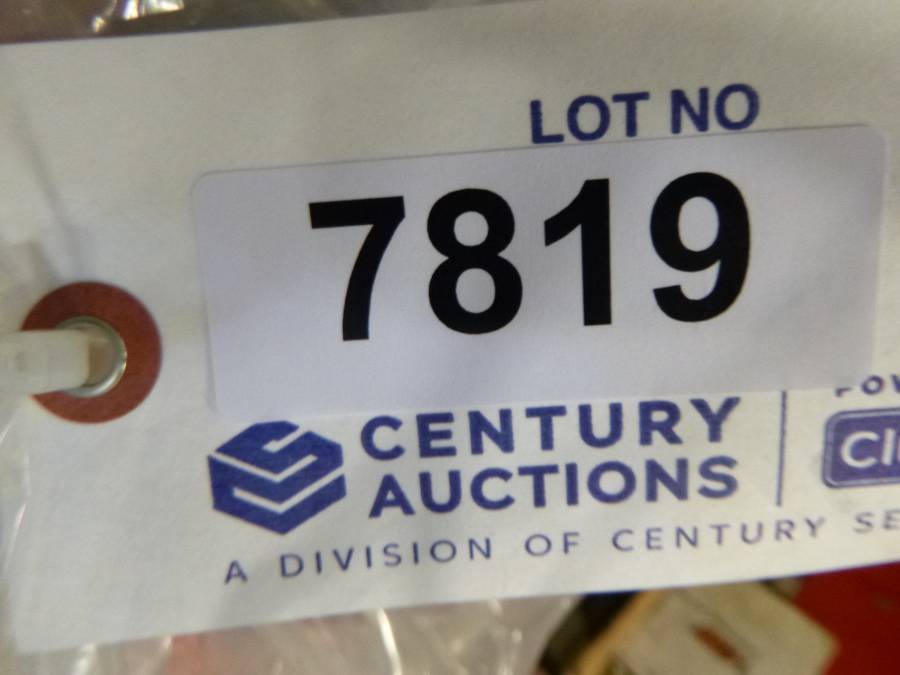 LOT NO
7819
CENTURY
AUCTIONS
A DIVISION OF CENTURY